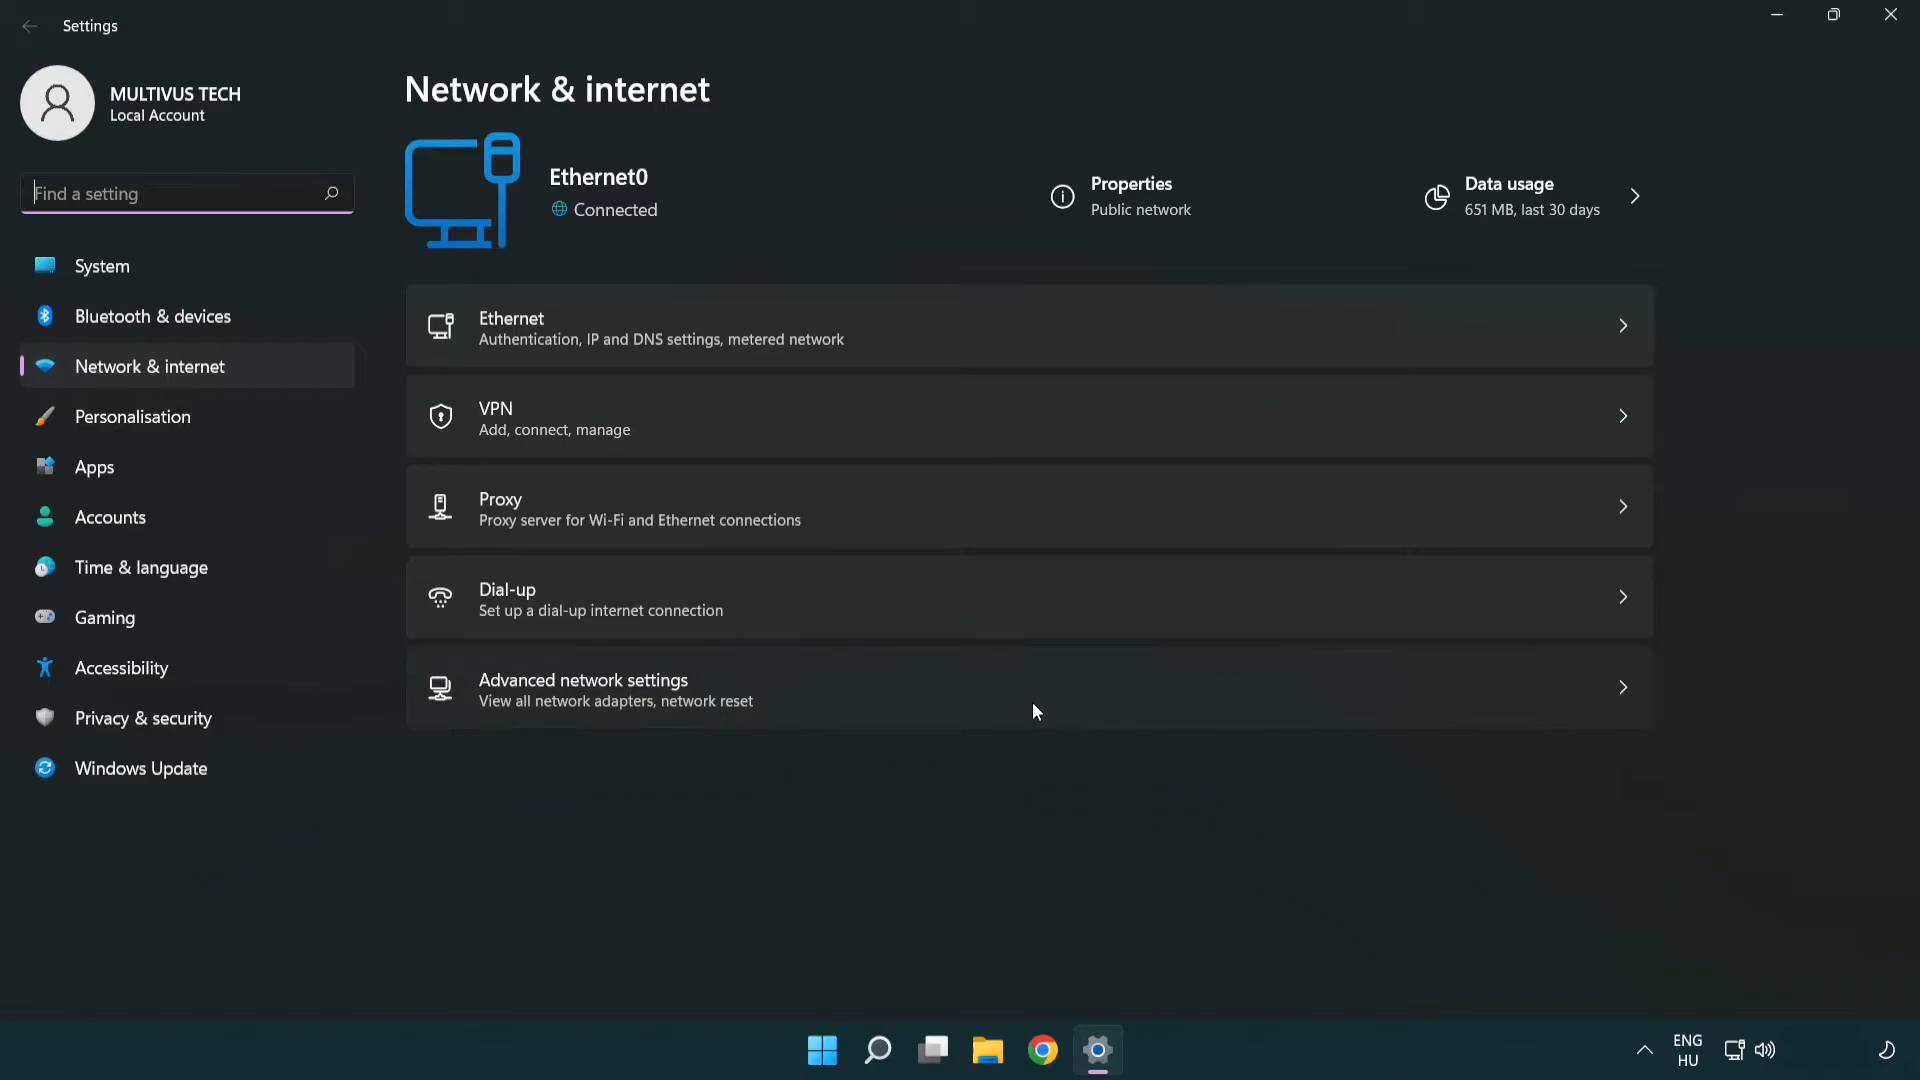 Settings
MULTIVUS TECH
Local Account
Find a setting
System
Bluetooth & devices
Network & internet
Personalisation
Apps
Accounts
Time & language
Gaming
Accessibility
Privacy & security
Windows Update
Network & internet
Ethernet0
Connected
Properties
Public network
Data usage
651 MB, last 30 days
Ethernet
Authentication, IP and DNS settings, metered network
VPN
Add, connect, manage
Proxy
Proxy server for Wi-Fi and Ethernet connections
Dial-up
Set up a dial-up internet connection
Advanced network settings
View all network adapters, network reset
ENG
HU